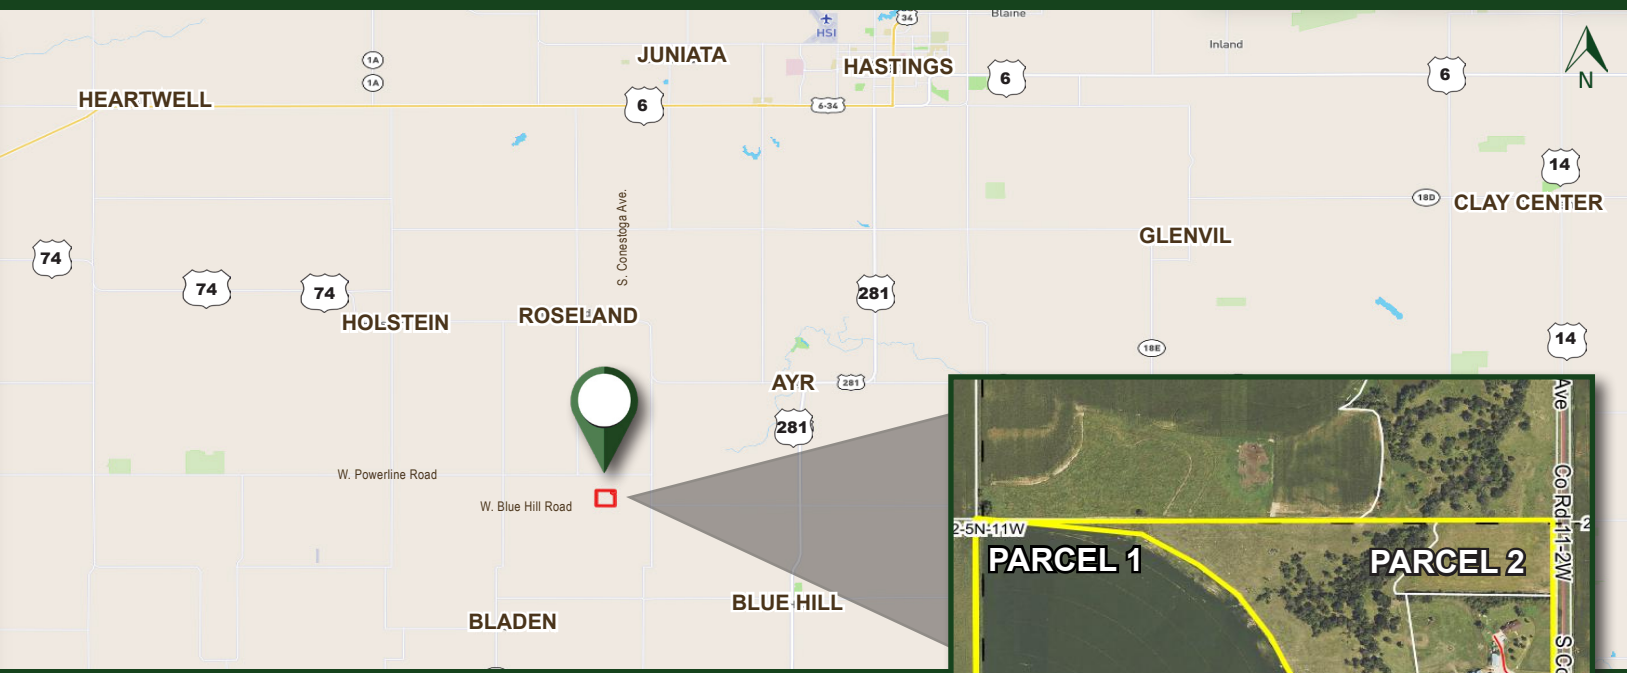 34
Blaine
HSI
Inland
N
JUNIATA
HASTINGS
6
6
1A
1A
HEARTWELL
6
6-34
14
18D
CLAY CENTER
S. Conestoga Ave.
GLENVIL
74
74
74
281
HOLSTEIN
ROSELAND
14
18E
AYR
281
281
W. Powerline Road
W. Blue Hill Road
BLUE HILL
BLADEN
2-5N-11W
PARCEL 1
PARCEL 2
Ave
Co Rd 11-2W
S Co
2